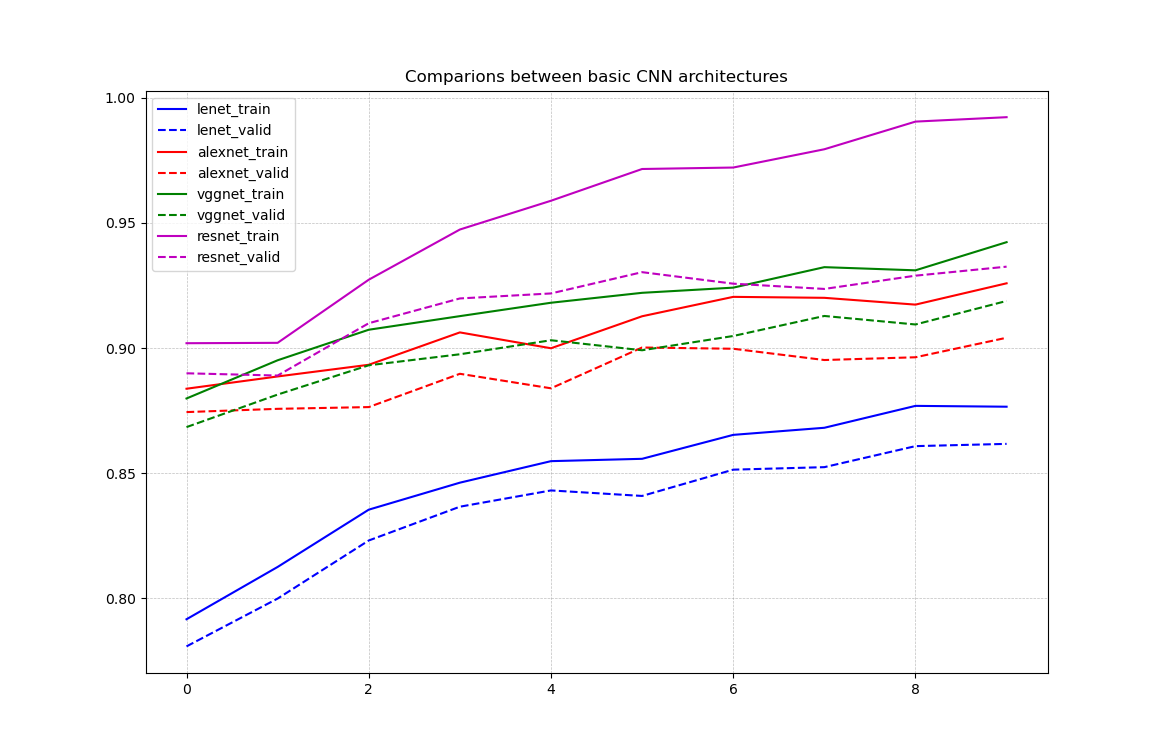 Comparions between basic CNN architectures
1.00
0.95
0.90
0.85
0.80
lenet_train
lenet_valid
alexnet_train
alexnet_valid
vggnet_train
vggnet_valid
resnet_train
resnet_valid
0 2 4 6 8